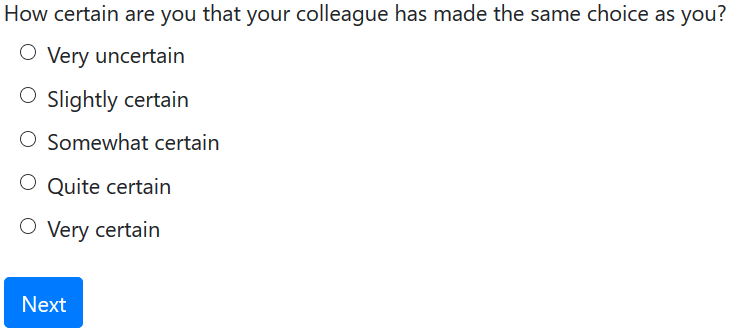 How certain are you that your colleague has made the same choice as you?
Very uncertain
Slightly certain
Somewhat certain
Quite certain
Very certain
Next